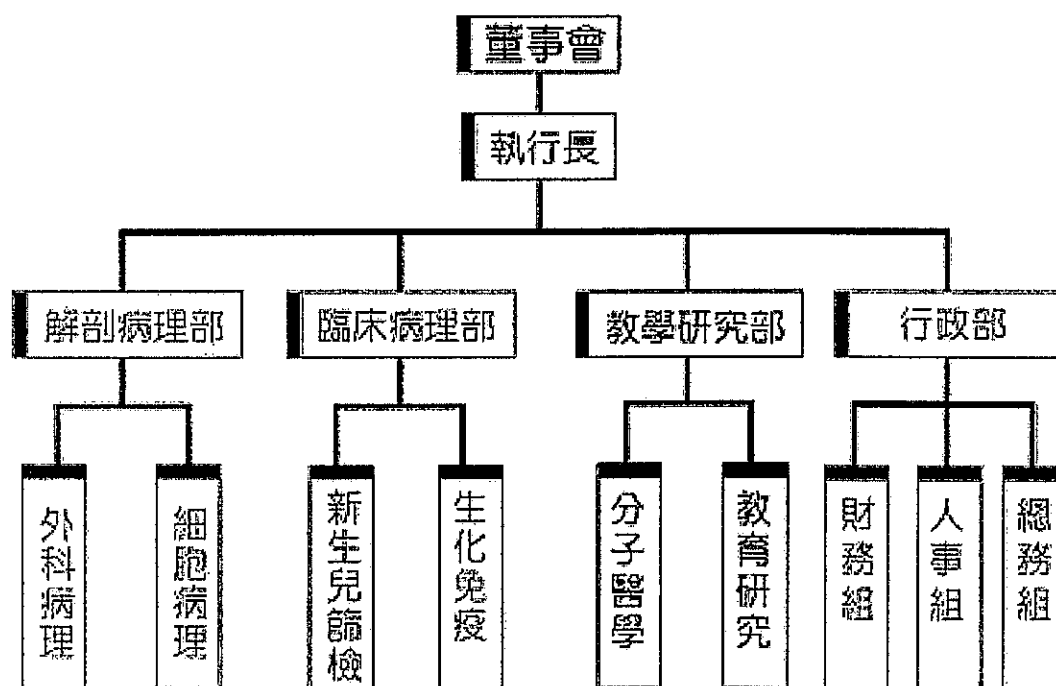 董事會
執行長
解剖病理部
臨床病理部
教學研究部
行政部
外科病理
細胞病理
新生兒篩檢
生化免疫
分子醫學
教育研究
財務組
人事組
總務組